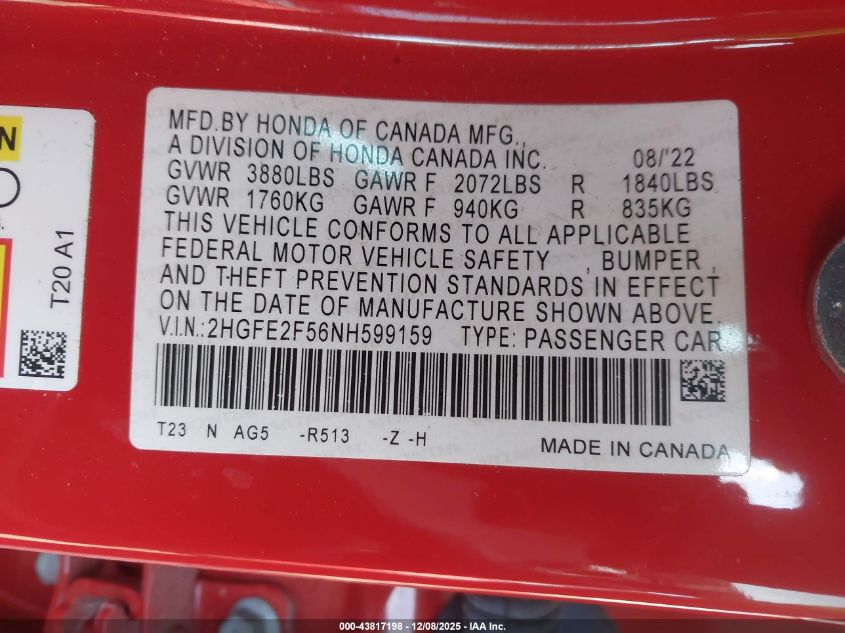 N
T20 A1
MFD.BY HONDA OF CANADA MFG.,
A DIVISION OF HONDA CANADA INC. 08/'22
GVWR 3880LBS GAWR F 2072LBS R 1840LBS
GVWR 1760KG GAWR F 940KG R 835KG
THIS VEHICLE CONFORMS TO ALL APPLICABLE
FEDERAL MOTOR VEHICLE SAFETY , BUMPER ,
AND THEFT PREVENTION STANDARDS IN EFFECT
ON THE DATE OF MANUFACTURE SHOWN ABOVE.
V.I.N.:2HGFE2F56NH599159 TYPE: PASSENGER CAR
T23 N AG5 -R513 -Z -H
MADE IN CANADA
000-43817198 - 12/08/2025 - IAA Inc.